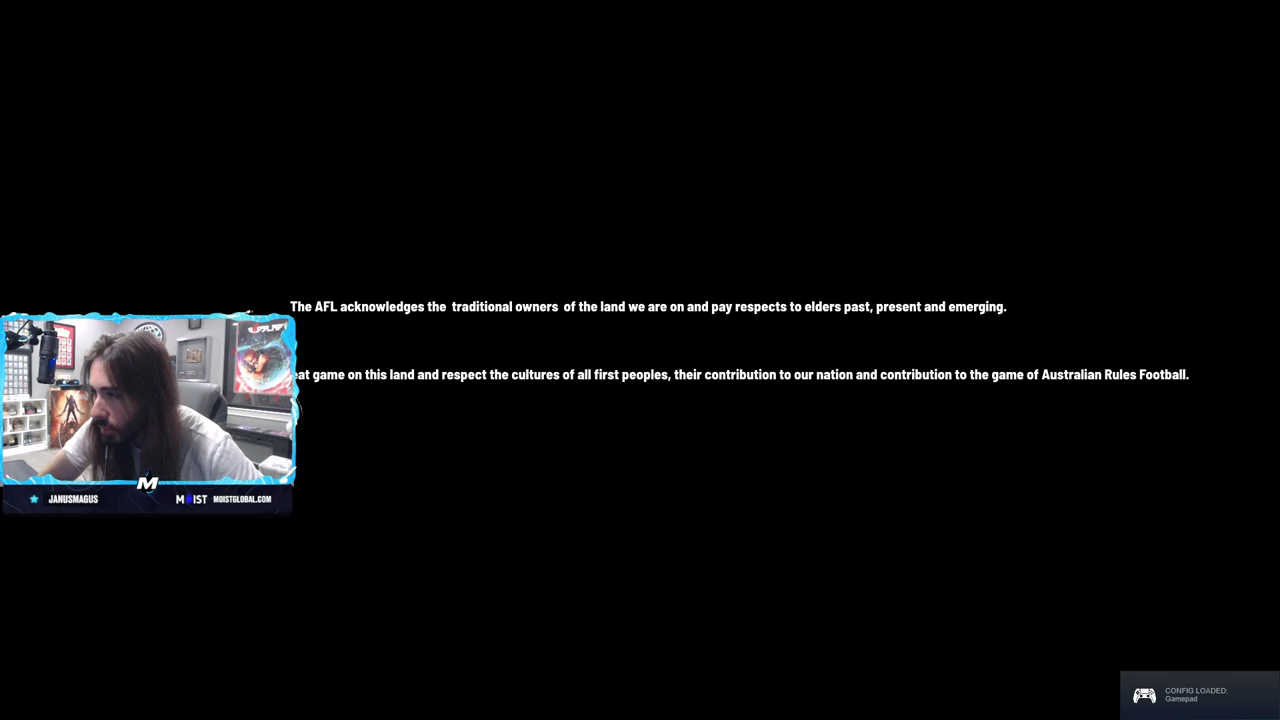 The AFL acknowledges the traditional owners of the land we are on and pay respects to elders past, present and emerging.
game on this land and respect the cultures of all first peoples, their contribution to our nation and contribution to the game of Australian Rules Football.
M
JANUSMAGUS
MOIST
MOISTGLOBAL.COM
CONFIG LOADED:
Gamepad